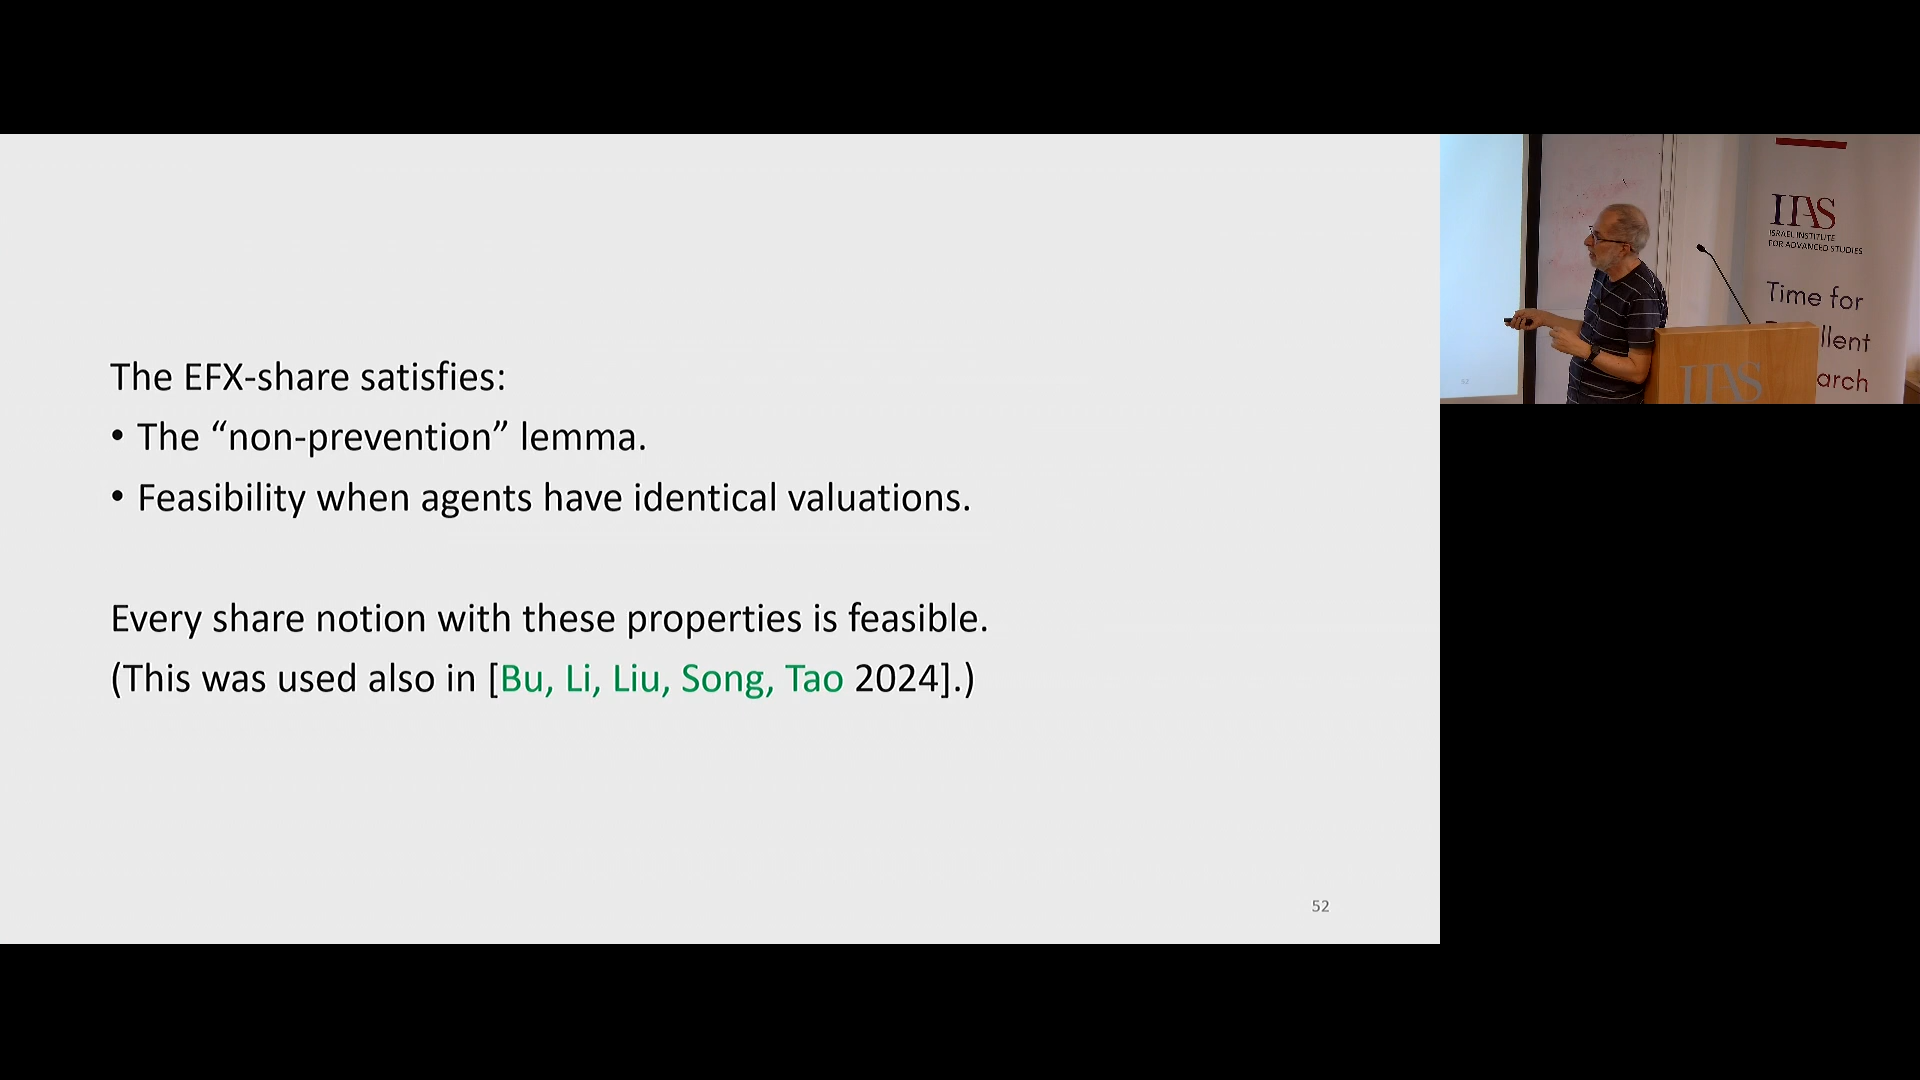 The EFX-share satisfies:
• The “non-prevention” lemma.
• Feasibility when agents have identical valuations.
Every share notion with these properties is feasible.
(This was used also in [Bu, Li, Liu, Song, Tao 2024].)
52
IIAS
ISRAEL INSTITUTE
FOR ADVANCED STUDIES
Time for
llent
arch
IIAS
52